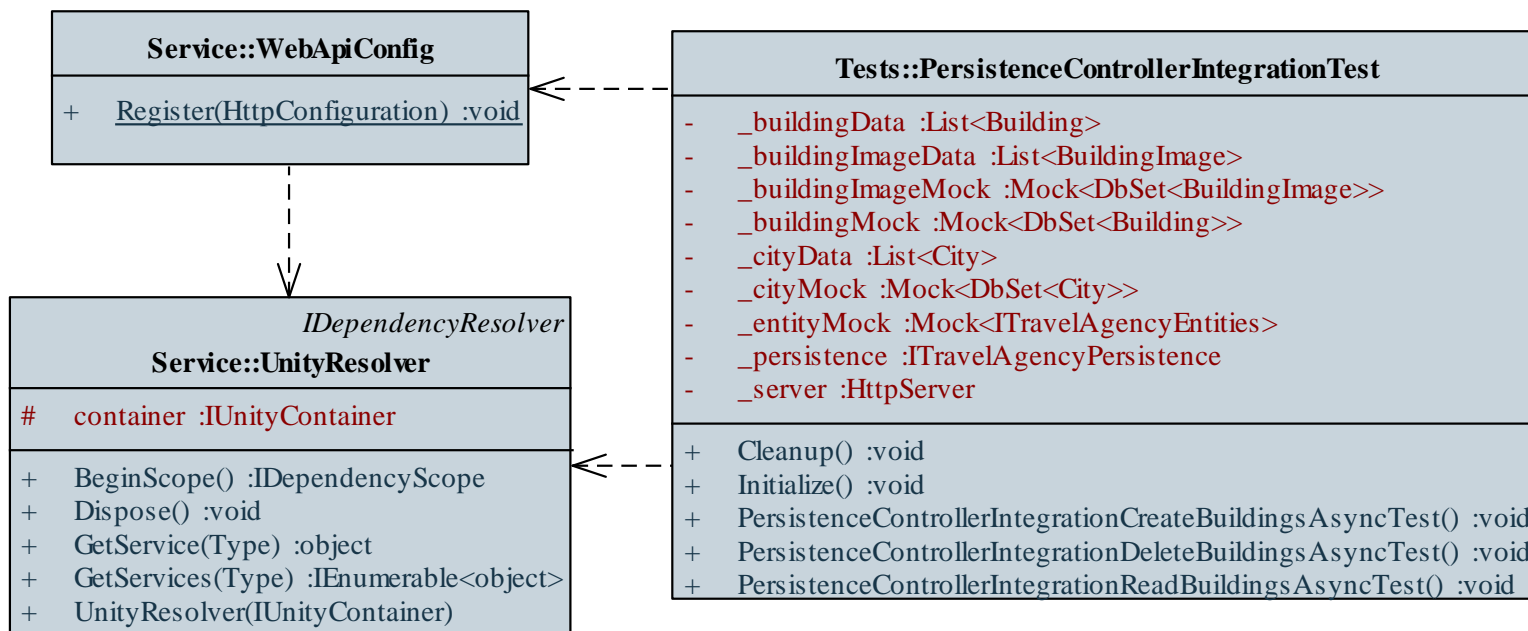 Service::WebApiConfig
+ Register(HttpConfiguration) :void
IDependencyResolver
Service::UnityResolver
# container :IUnityContainer
+ BeginScope() :IDependencyScope
+ Dispose() :void
+ GetService(Type) :object
+ GetServices(Type) :IEnumerable<object>
+ UnityResolver(IUnityContainer)
Tests::PersistenceControllerIntegrationTest
- _buildingData :List<Building>
- _buildingImageData :List<BuildingImage>
- _buildingImageMock :Mock<DbSet<BuildingImage>>
- _buildingMock :Mock<DbSet<Building>>
- _cityData :List<City>
- _cityMock :Mock<DbSet<City>>
- _entityMock :Mock<ITravelAgencyEntities>
- _persistence :ITravelAgencyPersistence
- _server :HttpServer
+ Cleanup() :void
+ Initialize() :void
+ PersistenceControllerIntegrationCreateBuildingsAsyncTest() :void
+ PersistenceControllerIntegrationDeleteBuildingsAsyncTest() :void
+ PersistenceControllerIntegrationReadBuildingsAsyncTest() :void